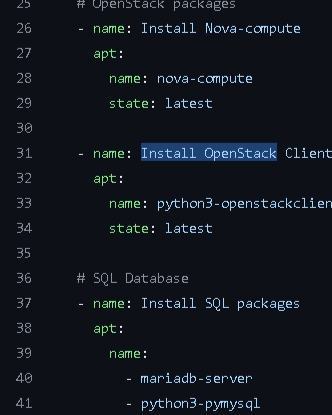 25 # OpenStack packages
26 - name: Install Nova-compute
27 apt:
28 name: nova-compute
29 state: latest
30
31 - name: Install OpenStack Client
32 apt:
33 name: python3-openstackclien
34 state: latest
35
36 # SQL Database
37 - name: Install SQL packages
38 apt:
39 name:
40 - mariadb-server
41 - python3-pymysql